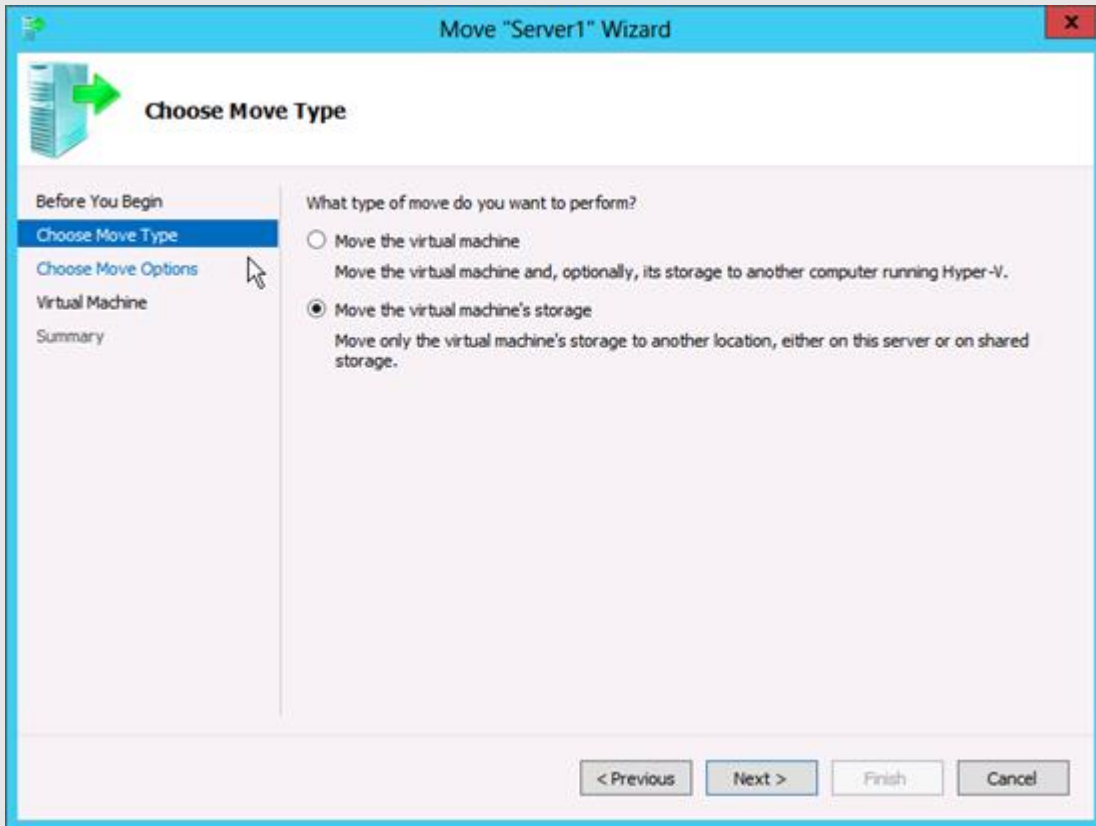 Move "Server1" Wizard
x
Choose Move Type
Before You Begin
Choose Move Type
Choose Move Options
Virtual Machine
Summary
What type of move do you want to perform?
Move the virtual machine
Move the virtual machine and, optionally, its storage to another computer running Hyper-V.
Move the virtual machine's storage
Move only the virtual machine's storage to another location, either on this server or on shared
storage.
< Previous
Next >
Finish
Cancel